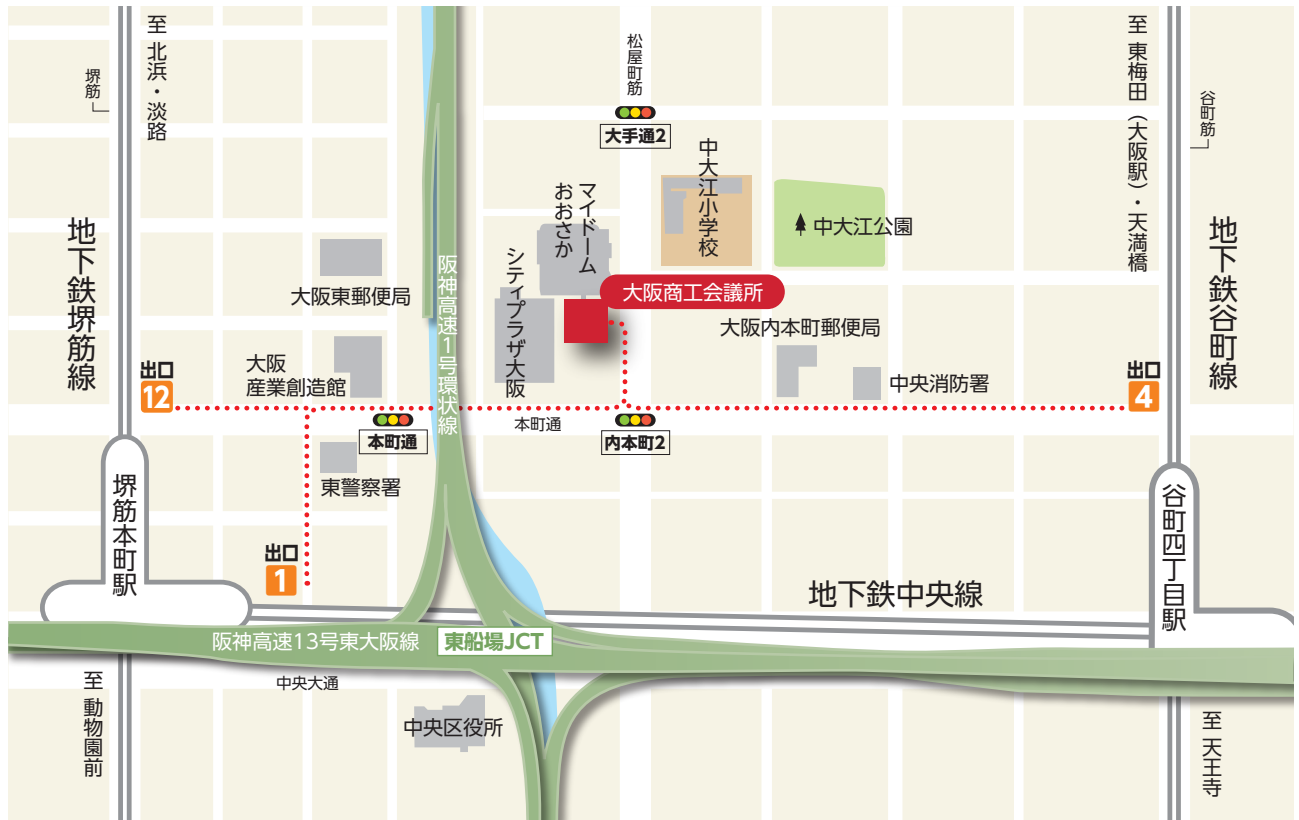 至 北浜・淡路
堺筋
松屋町筋
至 東梅田（大阪駅）・天満橋
谷町筋
大手通2
中大江小学校
中大江公園
マイドーム
おおさか
シティプラザ大阪
大阪商工会議所
地下鉄堺筋線
地下鉄谷町線
大阪東郵便局
阪神高速1号環状線
大阪内本町郵便局
大阪
産業創造館
中央消防署
出口
12
出口
4
本町通
本町通
内本町2
東警察署
堺筋本町駅
谷町四丁目駅
出口
1
地下鉄中央線
阪神高速13号東大阪線
東船場JCT
中央大通
至 動物園前
中央区役所
至 天王寺